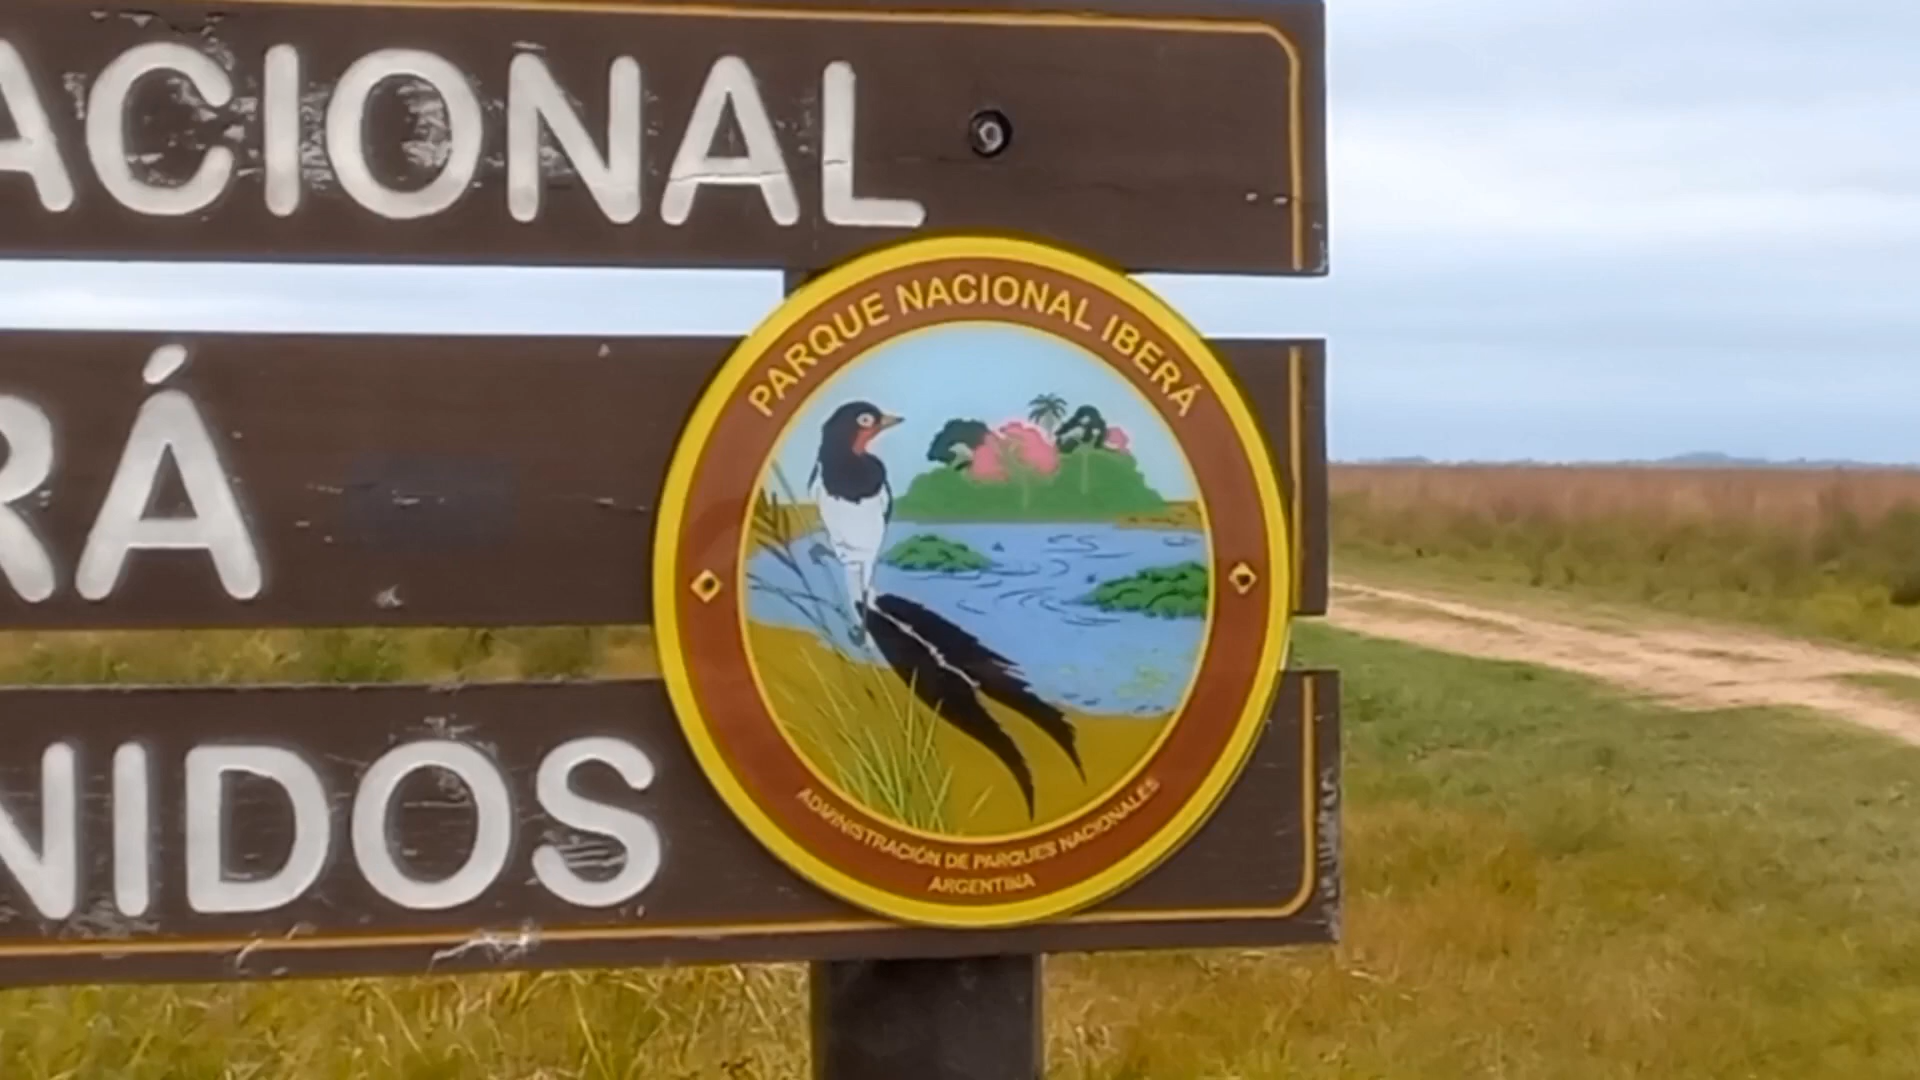 ACIONAL
RÁ
NIDOS
PARQUE NACIONAL IBERÁ
ADMINISTRACIÓN DE PARQUES NACIONALES
ARGENTINA